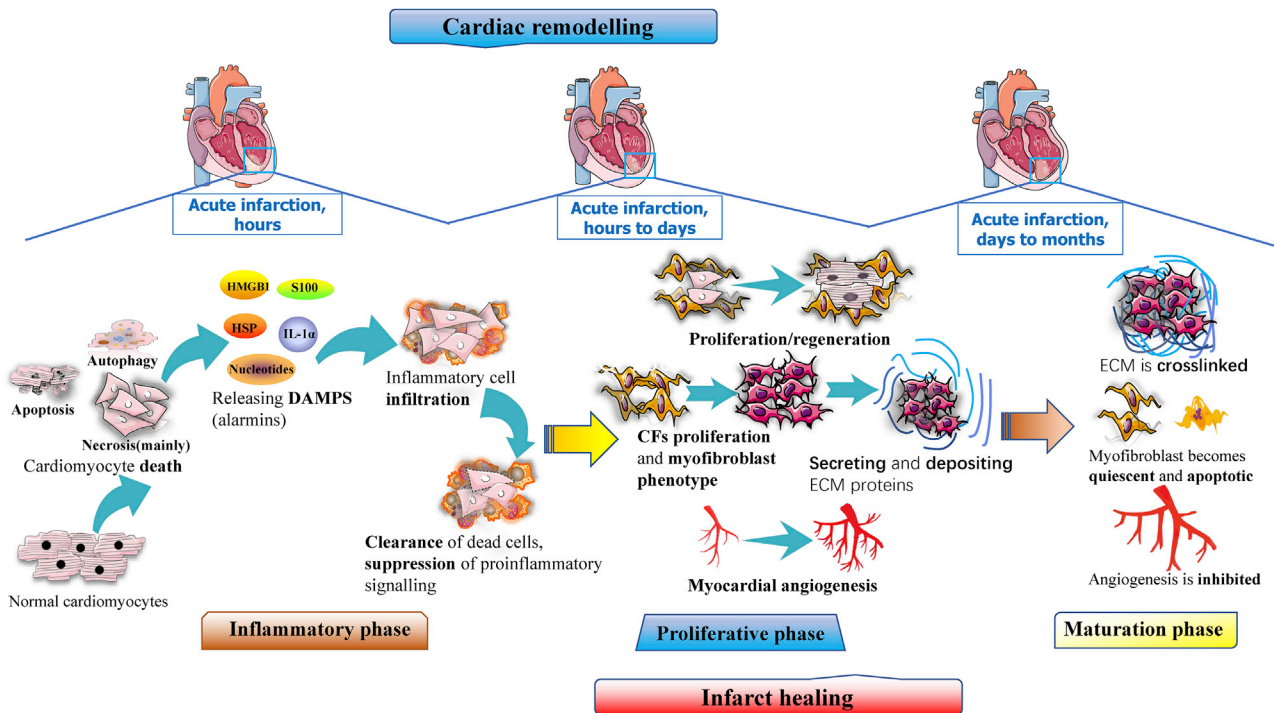 Cardiac remodelling
Acute infarction,
hours
Acute infarction,
hours to days
Acute infarction,
days to months
HMGB1
S100
HSP
IL-1α
Nucleotides
Releasing DAMPS
(alarmins)
Autophagy
Apoptosis
Necrosis(mainly)
Cardiomyocyte death
Normal cardiomyocytes
Inflammatory cell
infiltration
Clearance of dead cells,
suppression of proinflammatory
signalling
Proliferation/regeneration
CFs proliferation
and myofibroblast
phenotype
Secreting and depositing
ECM proteins
Myocardial angiogenesis
ECM is crosslinked
Myofibroblast becomes
quiescent and apoptotic
Angiogenesis is inhibited
Inflammatory phase
Proliferative phase
Maturation phase
Infarct healing